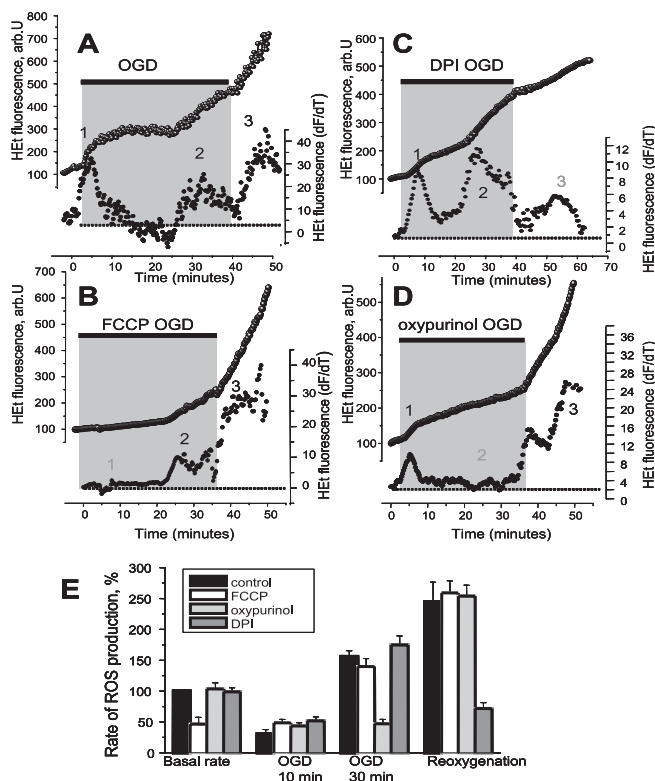 A
OGD
HEt fluorescence, arb.U
800
700
600
500
400
300
200
100
1
2
3
40
30
20
10
0
HEt fluorescence (dF/dT)
0 10 20 30 40 50
Time (minutes)
C
DPI OGD
HEt fluorescence, arb.U
600
500
400
300
200
100
1
2
3
12
10
8
6
4
2
0
HEt fluorescence (dF/dT)
0 10 20 30 40 50 60 70
Time (minutes)
B
FCCP OGD
HEt fluorescence, arb.U
700
600
500
400
300
200
100
1
2
3
40
30
20
10
0
HEt fluorescence (dF/dT)
0 10 20 30 40 50
Time (minutes)
D
oxypurinol OGD
HEt fluorescence, arb.U
500
400
300
200
100
1
2
3
36
32
28
24
20
16
12
8
4
0
HEt fluorescence (dF/dT)
0 10 20 30 40 50
Time (minutes)
E
Rate of ROS production, %
300
250
200
150
100
50
0
control
FCCP
oxypurinol
DPI
Basal rate
OGD
10 min
OGD
30 min
Reoxygenation